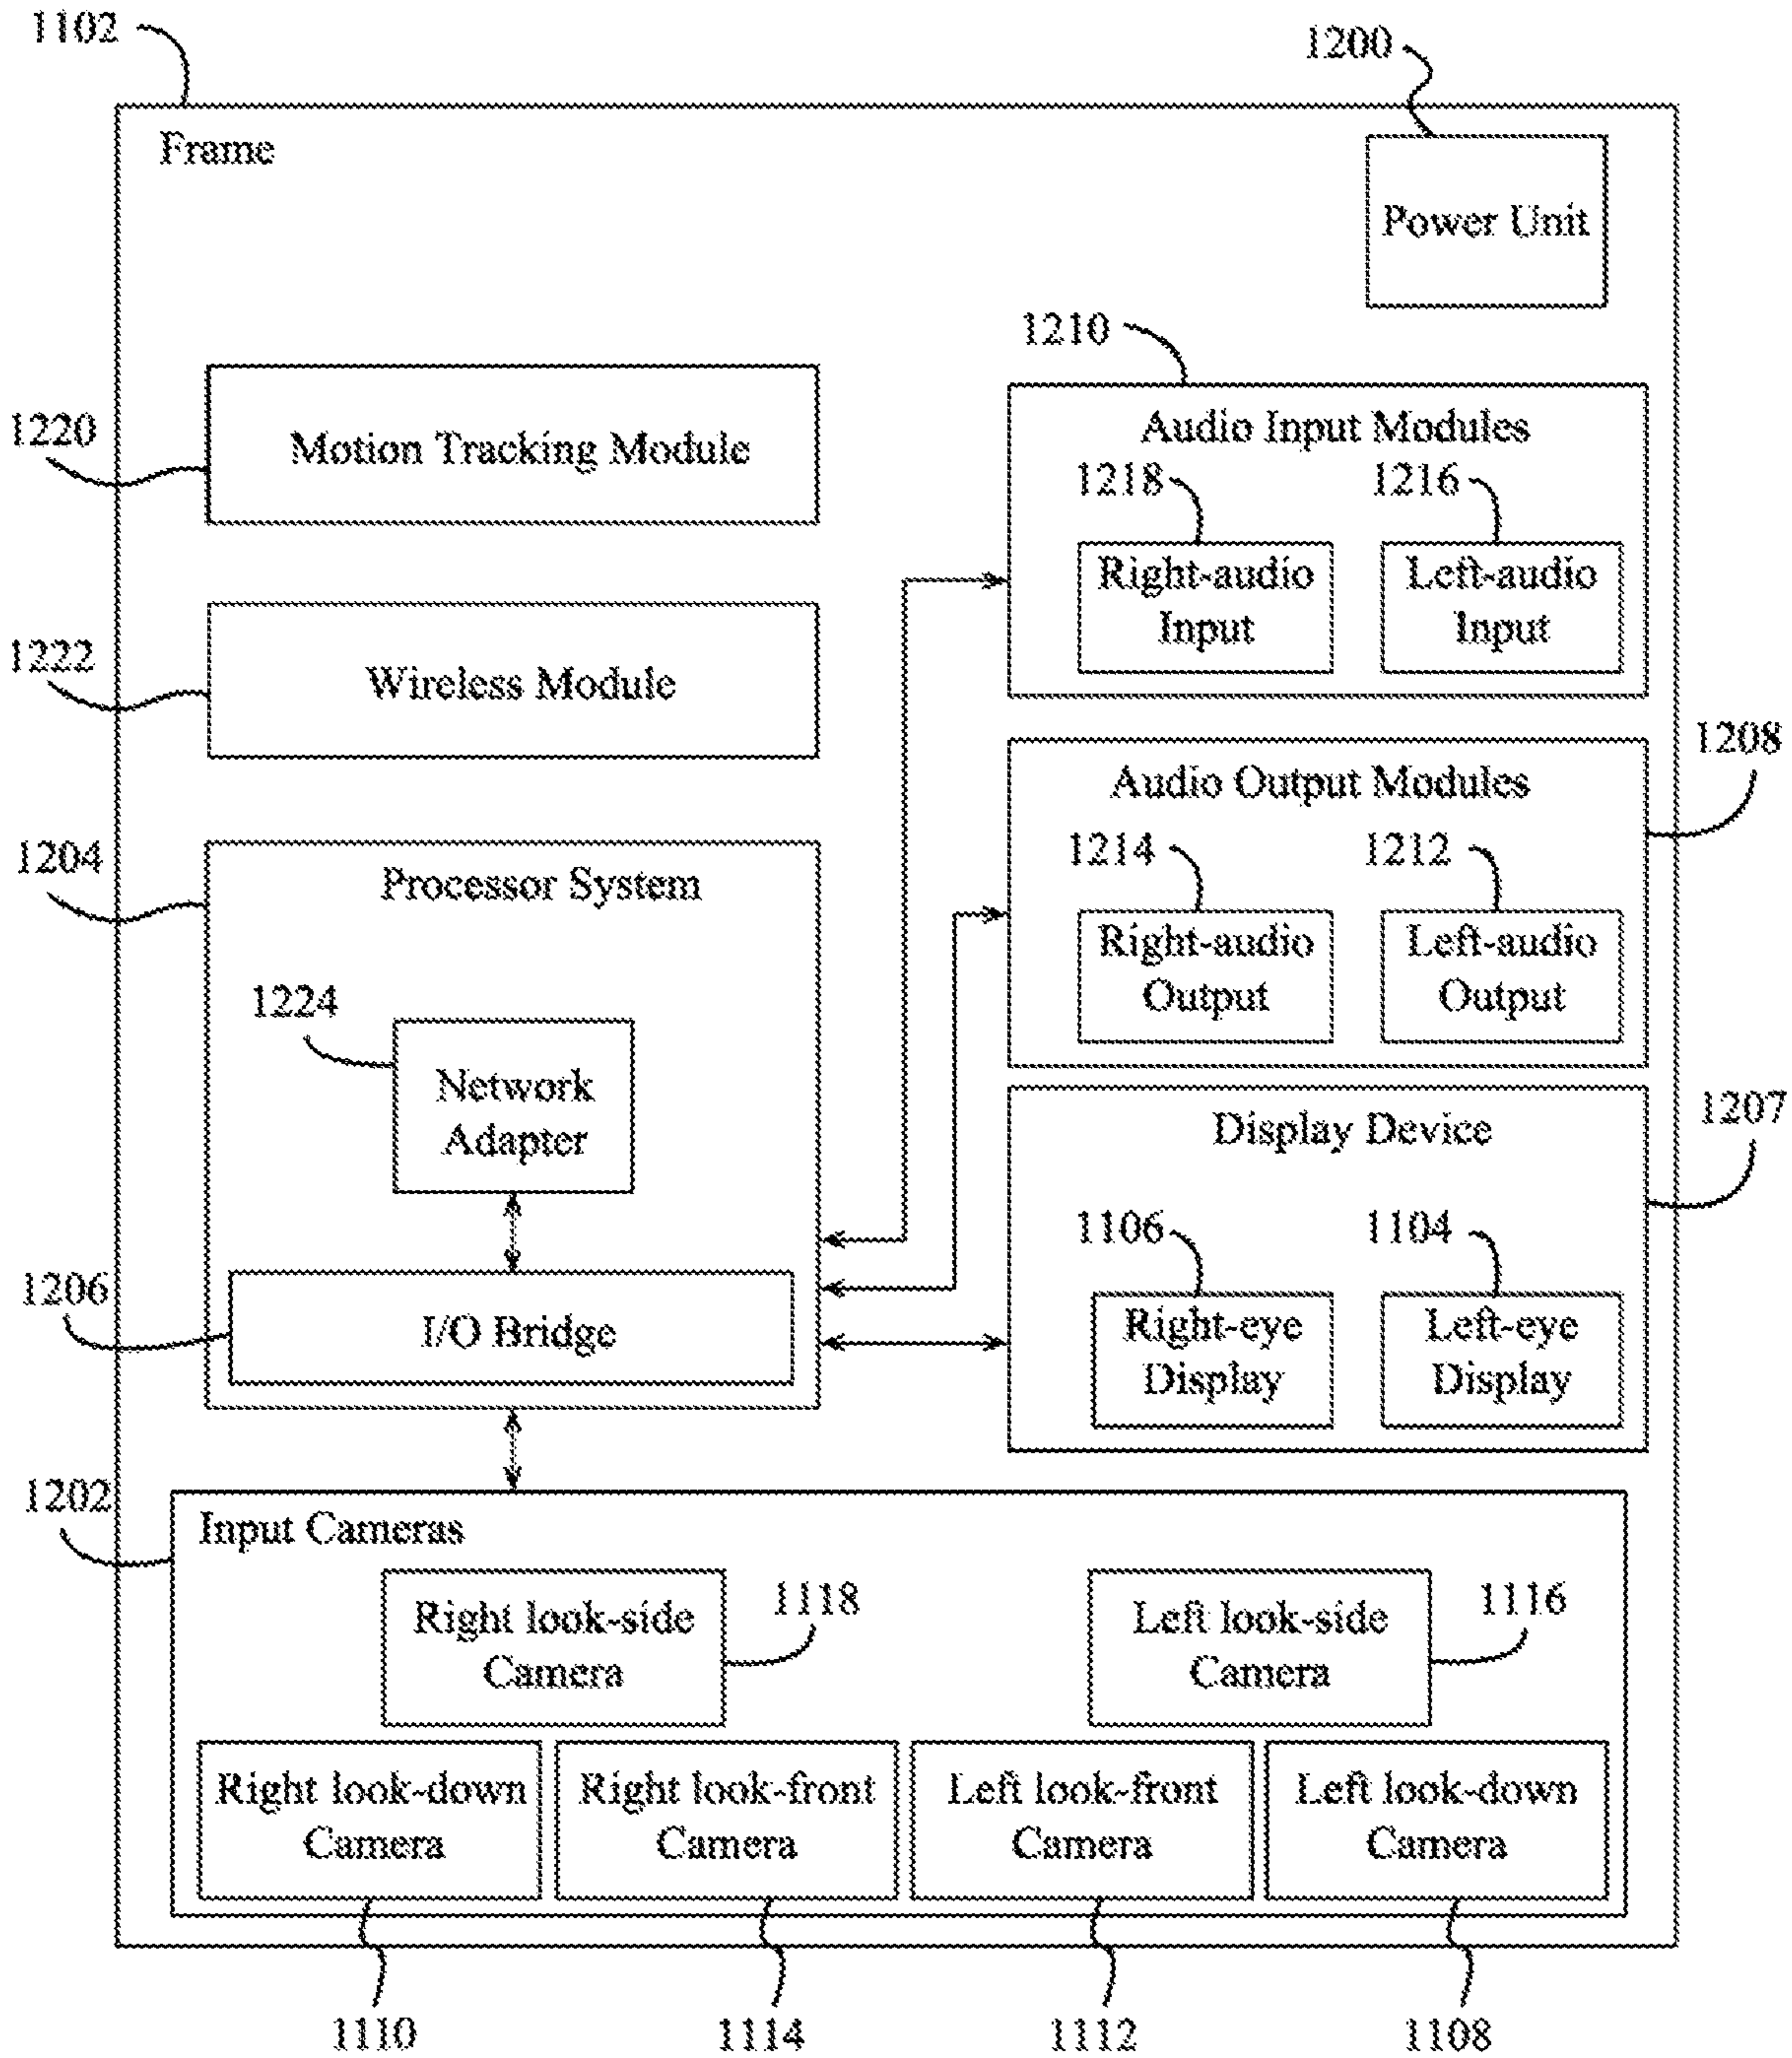 1102
1200
Frame
Power Unit
1210
1220
Motion Tracking Module
Audio Input Modules
1218
1216
Right-audio
Input
Left-audio
Input
1222
Wireless Module
1208
Audio Output Modules
1214
1212
Right-audio
Output
Left-audio
Output
1204
Processor System
1224
Network
Adapter
1207
Display Device
1106
1104
Right-eye
Display
Left-eye
Display
1206
I/O Bridge
1202
Input Cameras
Right look-side
Camera
1118
Left look-side
Camera
1116
Right look-down
Camera
Right look-front
Camera
Left look-front
Camera
Left look-down
Camera
1110
1114
1112
1108